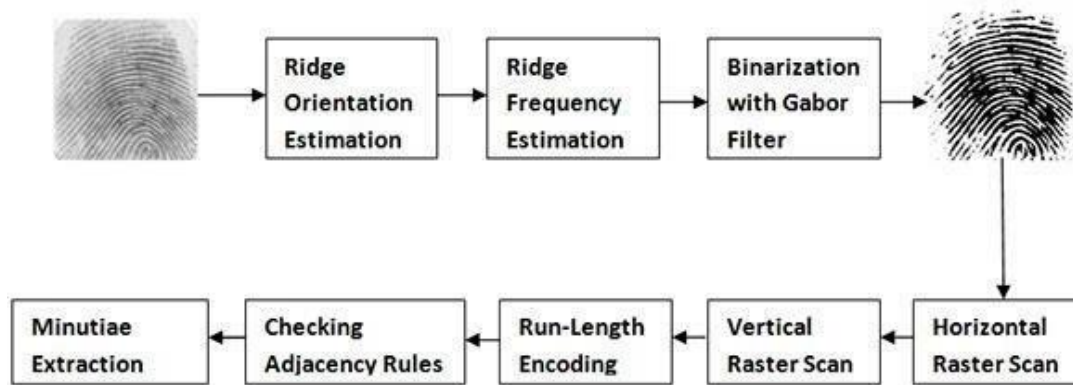 Ridge
Orientation
Estimation
Ridge
Frequency
Estimation
Binarization
with Gabor
Filter
Horizontal
Raster Scan
Vertical
Raster Scan
Run-Length
Encoding
Checking
Adjacency Rules
Minutiae
Extraction